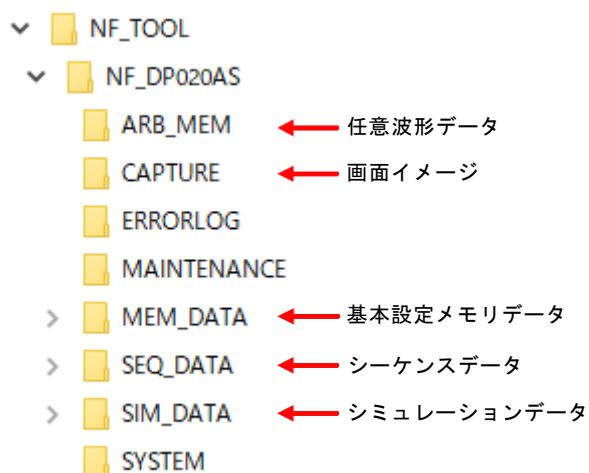 NF_TOOL
NF_DP020AS
ARB_MEM 任意波形データ
CAPTURE 画面イメージ
ERRORLOG
MAINTENANCE
MEM_DATA 基本設定メモリデータ
SEQ_DATA シーケンスデータ
SIM_DATA シミュレーションデータ
SYSTEM